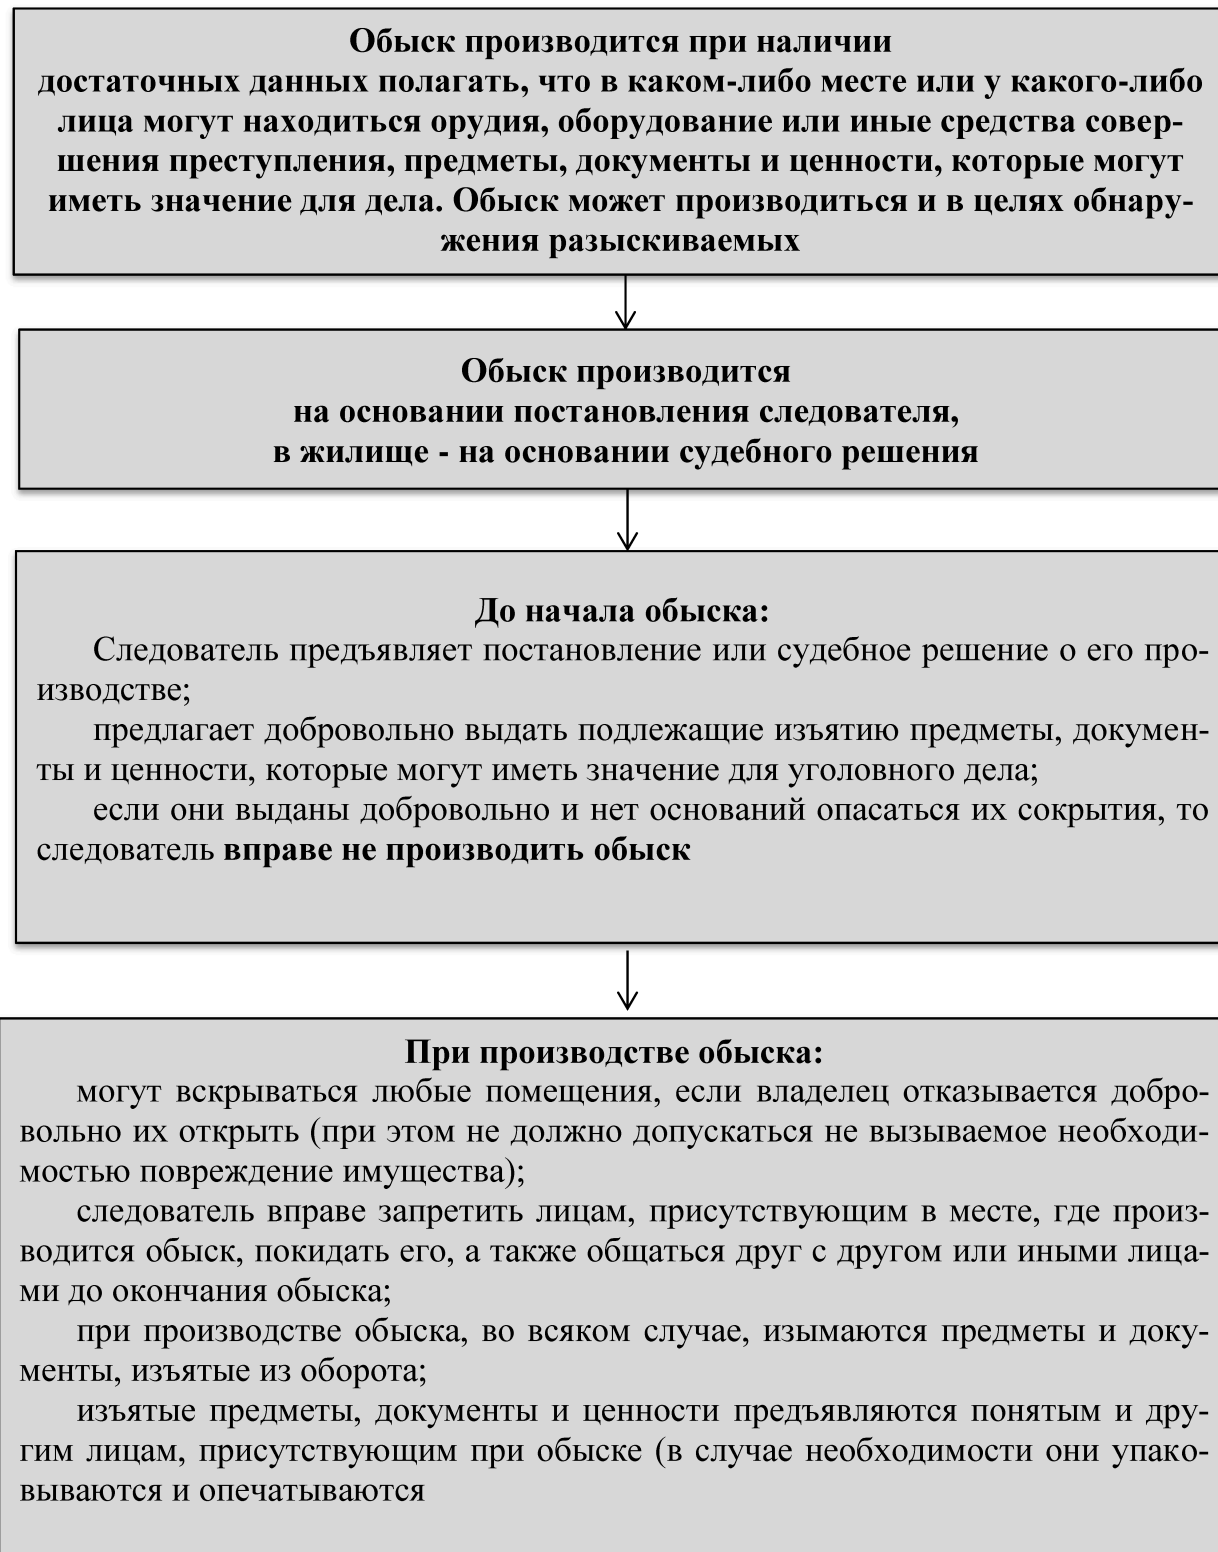 Обыск производится при наличии
достаточных данных полагать, что в каком-либо месте или у какого-либо
лица могут находиться орудия, оборудование или иные средства совер-
шения преступления, предметы, документы и ценности, которые могут
иметь значение для дела. Обыск может производиться и в целях обнару-
жения разыскиваемых
Обыск производится
на основании постановления следователя,
в жилище - на основании судебного решения
До начала обыска:
Следователь предъявляет постановление или судебное решение о его про-
изводстве;
предлагает добровольно выдать подлежащие изъятию предметы, докумен-
ты и ценности, которые могут иметь значение для уголовного дела;
если они выданы добровольно и нет оснований опасаться их сокрытия, то
следователь вправе не производить обыск
При производстве обыска:
могут вскрываться любые помещения, если владелец отказывается добро-
вольно их открыть (при этом не должно допускаться не вызываемое необходи-
мостью повреждение имущества);
следователь вправе запретить лицам, присутствующим в месте, где произ-
водится обыск, покидать его, а также общаться друг с другом или иными лица-
ми до окончания обыска;
при производстве обыска, во всяком случае, изымаются предметы и доку-
менты, изъятые из оборота;
изъятые предметы, документы и ценности предъявляются понятым и дру-
гим лицам, присутствующим при обыске (в случае необходимости они упако-
вываются и опечатываются